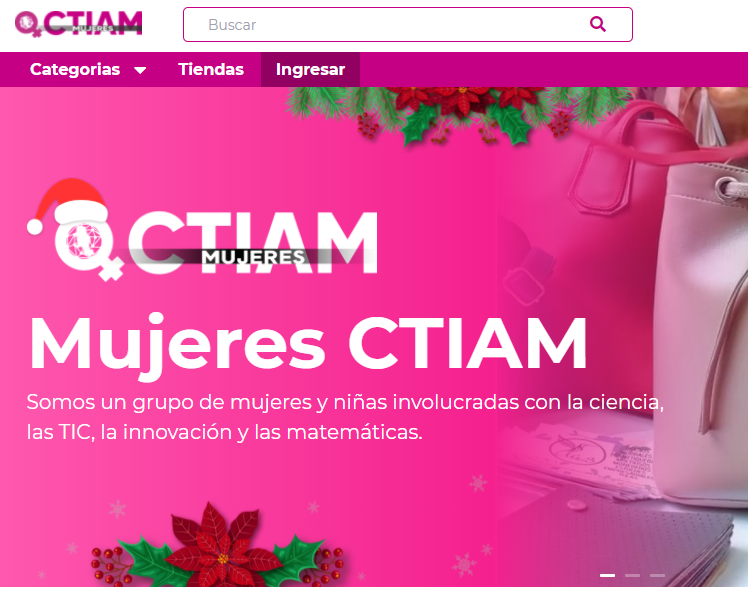 CTIAM
MUJERES
Buscar
Categorias
Tiendas
Ingresar
CTIAM
MUJERES
Mujeres CTIAM
Somos un grupo de mujeres y niñas involucradas con la ciencia,
las TIC, la innovación y las matemáticas.